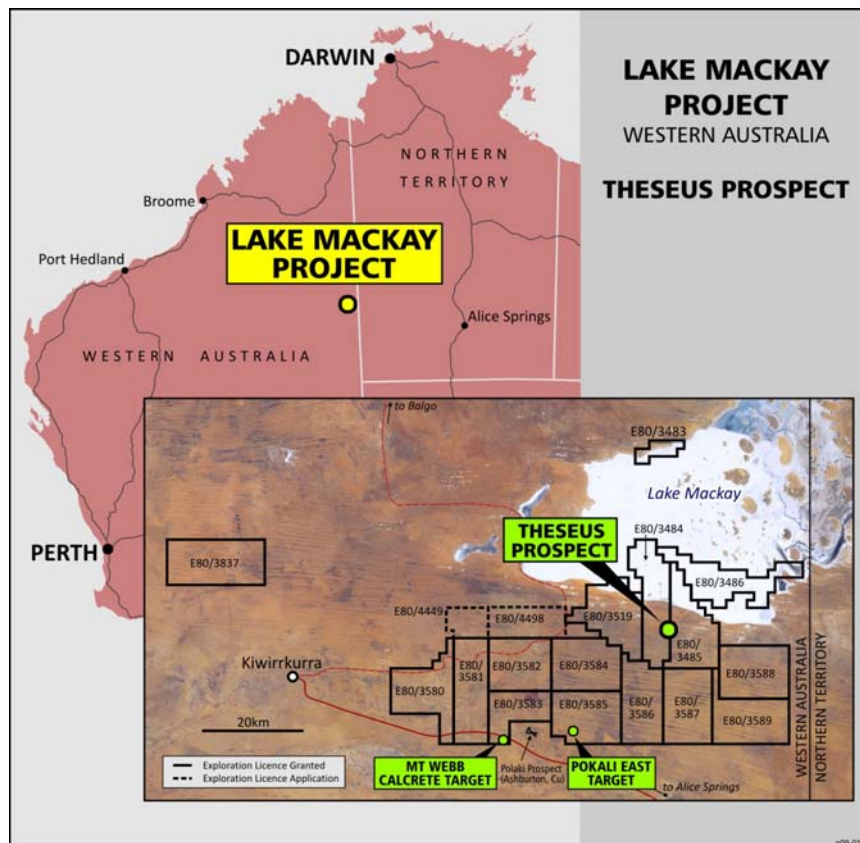 DARWIN
LAKE MACKAY
PROJECT
WESTERN AUSTRALIA
THESEUS PROSPECT
NORTHERN
TERRITORY
Broome
LAKE MACKAY
PROJECT
Port Hedland
Alice Springs
WESTERN AUSTRALIA
to Balgo
E80/3483
Lake Mackay
THESEUS
PROSPECT
E80/3484
PERTH
E80/3837
E80/3486
E80/4449
E80/4498
E80/3519
E80/
3485
Kiwirrkurra
E80/
3581
E80/3582
E80/3584
E80/3588
E80/3580
E80/3583
E80/3585
E80/
3586
E80/
3587
E80/3589
WESTERN AUSTRALIA
NORTHERN TERRITORY
20km
Exploration Licence Granted
Exploration Licence Application
MT WEBB
CALCRETE TARGET
Polaki Prospect
(Ashburton, Cu)
POKALI EAST
TARGET
to Alice Springs